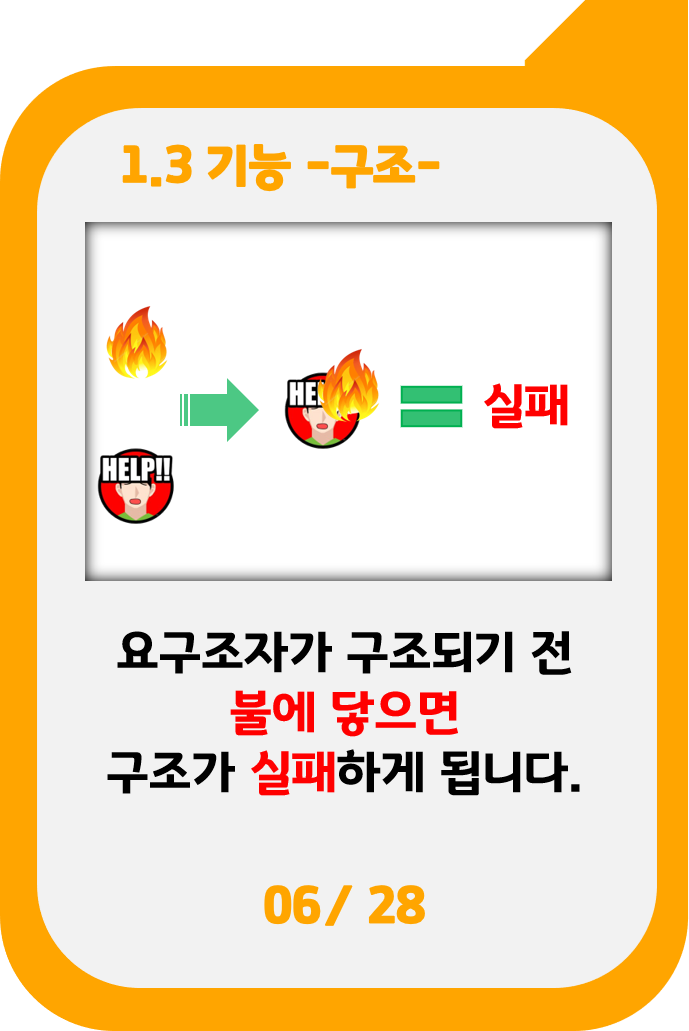 1.3 기능 -구조-
HELP!!
HE
실패
요구조자가 구조되기 전
불에 닿으면
구조가 실패하게 됩니다.
06/ 28